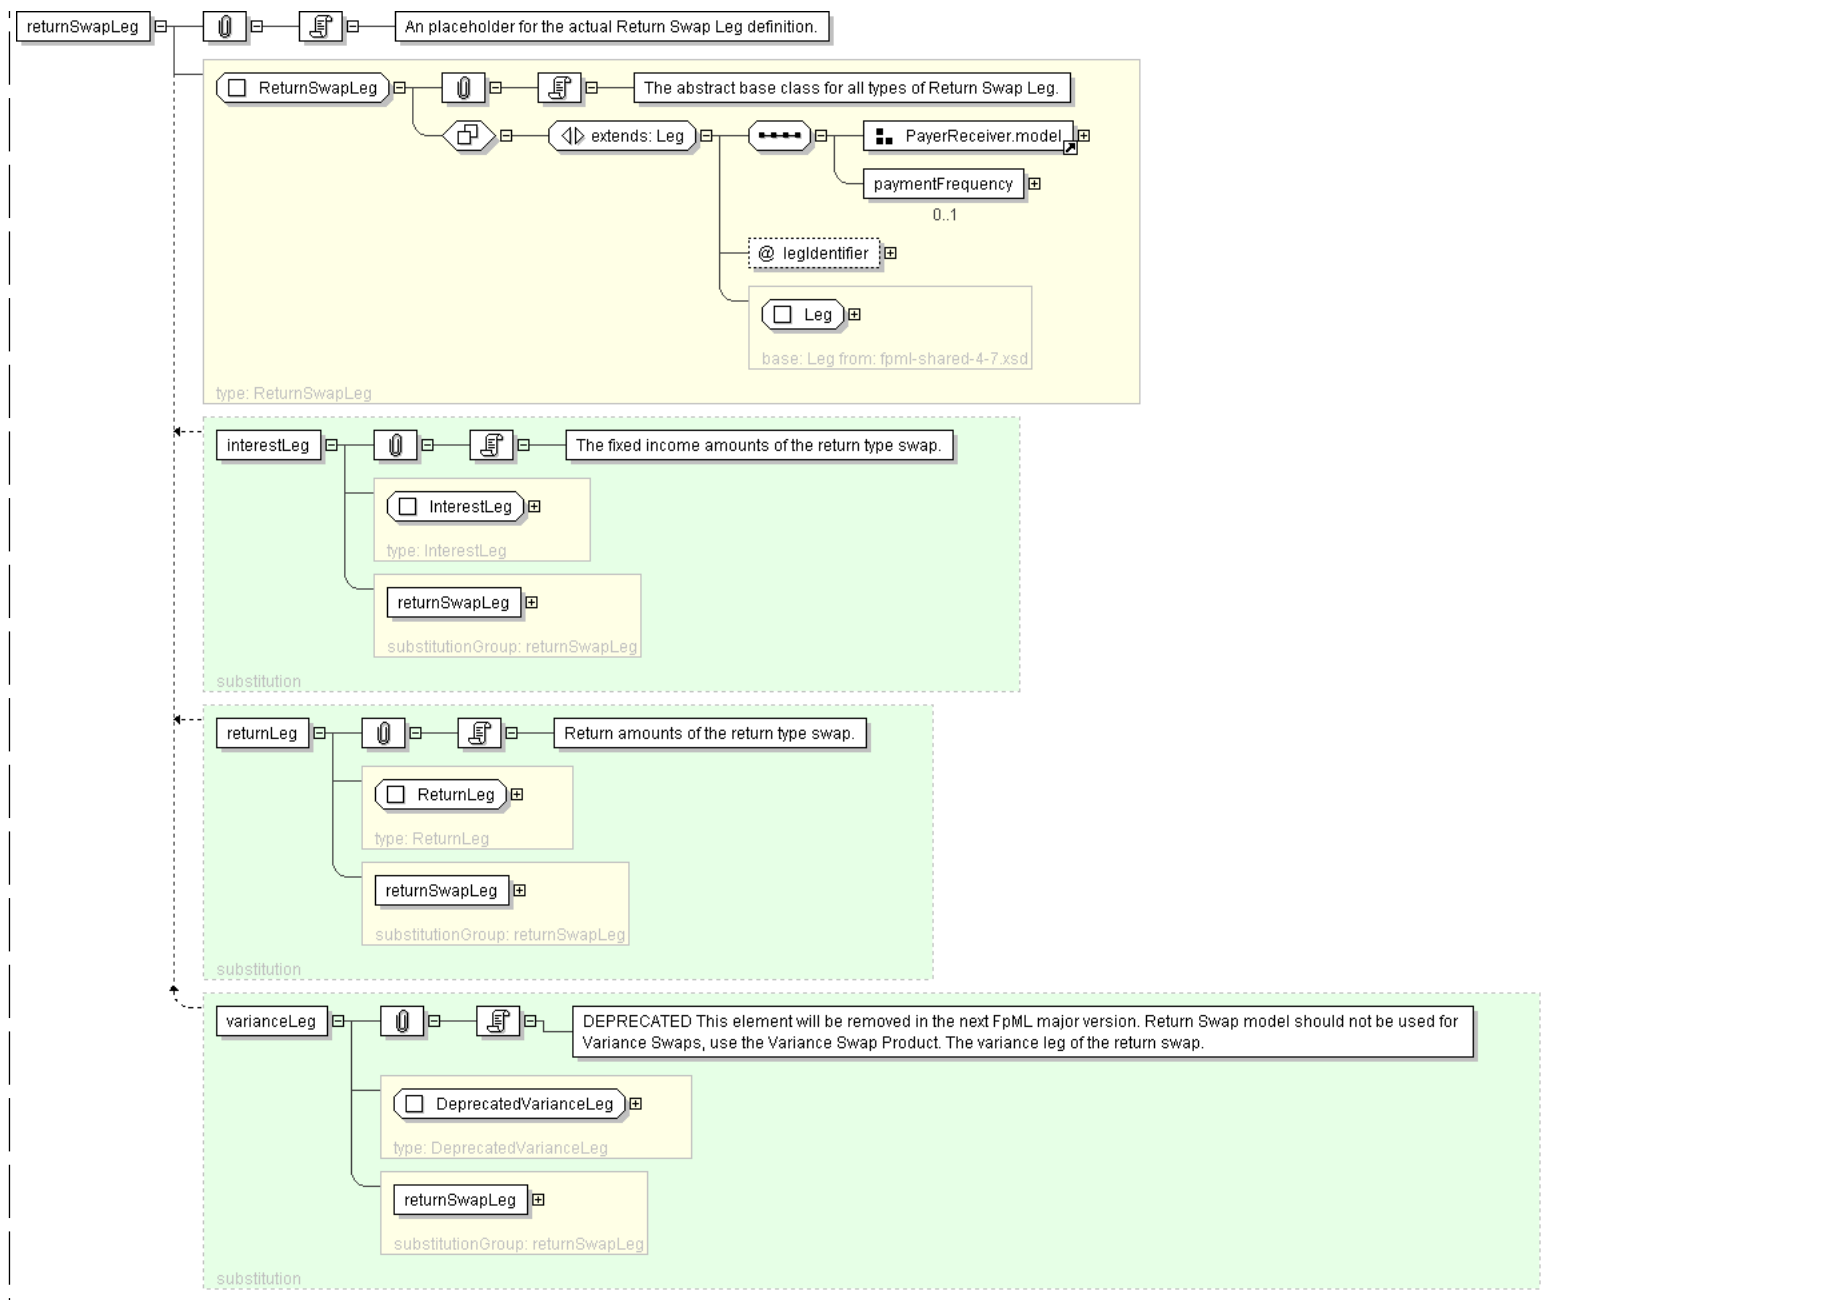 returnSwapLeg
An placeholder for the actual Return Swap Leg definition.
ReturnSwapLeg
The abstract base class for all types of Return Swap Leg.
extends: Leg
PayerReceiver.model
paymentFrequency
0..1
@ legIdentifier
Leg
base: Leg from: fpml-shared-4-7.xsd
type: ReturnSwapLeg
interestLeg
The fixed income amounts of the return type swap.
InterestLeg
type: InterestLeg
returnSwapLeg
substitutionGroup: returnSwapLeg
substitution
returnLeg
Return amounts of the return type swap.
ReturnLeg
type: ReturnLeg
returnSwapLeg
substitutionGroup: returnSwapLeg
substitution
varianceLeg
DEPRECATED This element will be removed in the next FpML major version. Return Swap model should not be used for
Variance Swaps, use the Variance Swap Product. The variance leg of the return swap.
DeprecatedVarianceLeg
type: DeprecatedVarianceLeg
returnSwapLeg
substitutionGroup: returnSwapLeg
substitution